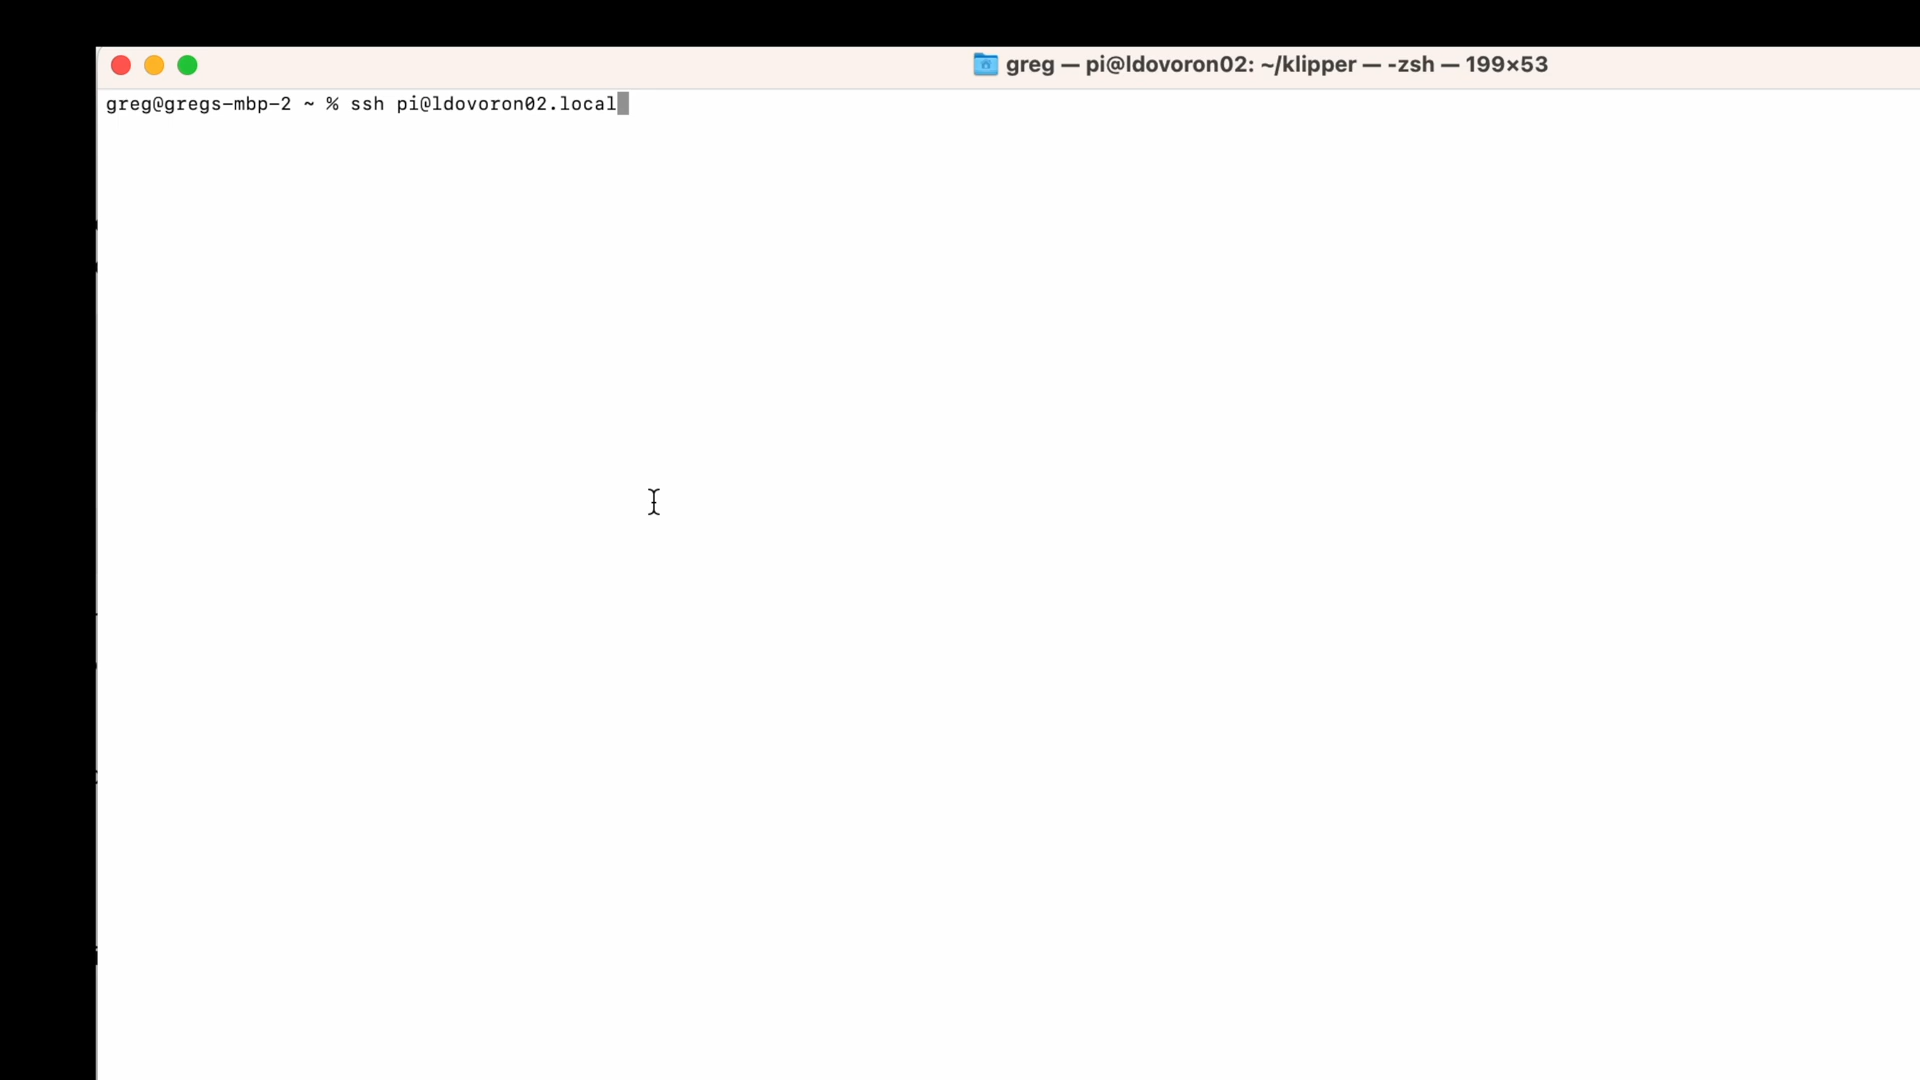 greg — pi@ldovoron02: ~/klipper — -zsh — 199×53
greg@gregs-mbp-2 ~ % ssh pi@ldovoron02.local